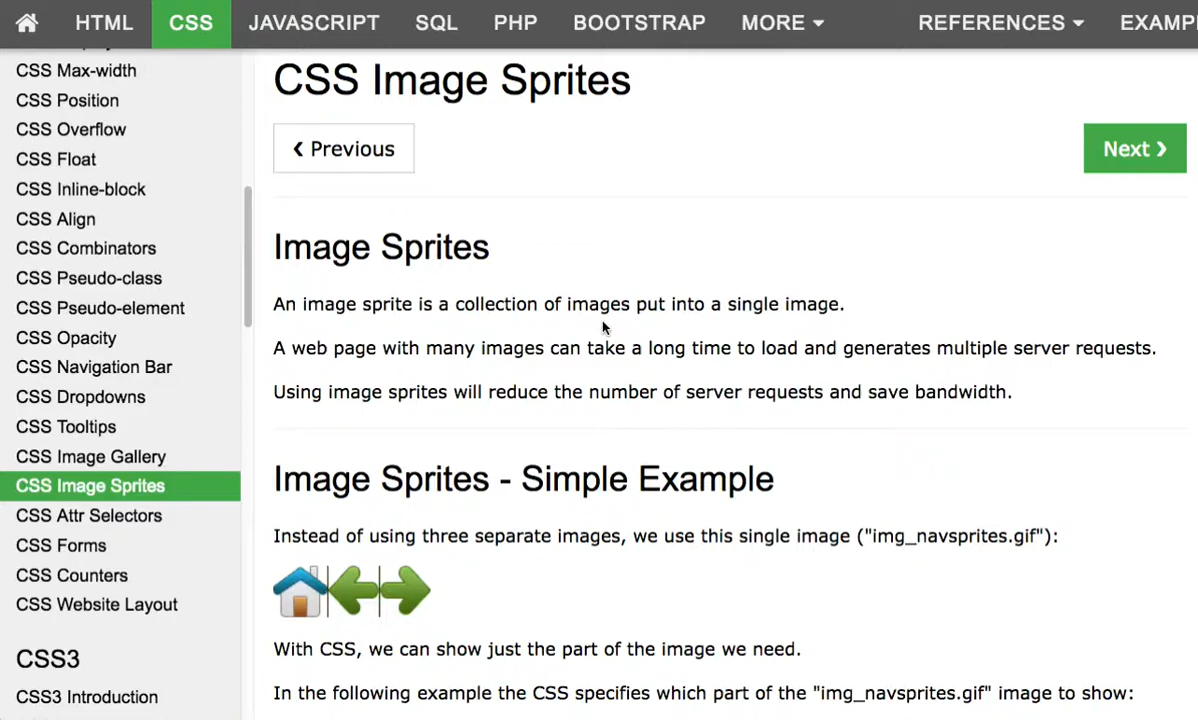 HTML CSS JAVASCRIPT SQL PHP BOOTSTRAP MORE REFERENCES EXAMP
CSS Max-width
CSS Position
CSS Overflow
CSS Float
CSS Inline-block
CSS Align
CSS Combinators
CSS Pseudo-class
CSS Pseudo-element
CSS Opacity
CSS Navigation Bar
CSS Dropdowns
CSS Tooltips
CSS Image Gallery
CSS Image Sprites
CSS Attr Selectors
CSS Forms
CSS Counters
CSS Website Layout
CSS3
CSS3 Introduction
CSS Image Sprites
❮ Previous
Next ❯
Image Sprites
An image sprite is a collection of images put into a single image.
A web page with many images can take a long time to load and generates multiple server requests.
Using image sprites will reduce the number of server requests and save bandwidth.
Image Sprites - Simple Example
Instead of using three separate images, we use this single image ("img_navsprites.gif"):
With CSS, we can show just the part of the image we need.
In the following example the CSS specifies which part of the "img_navsprites.gif" image to show: